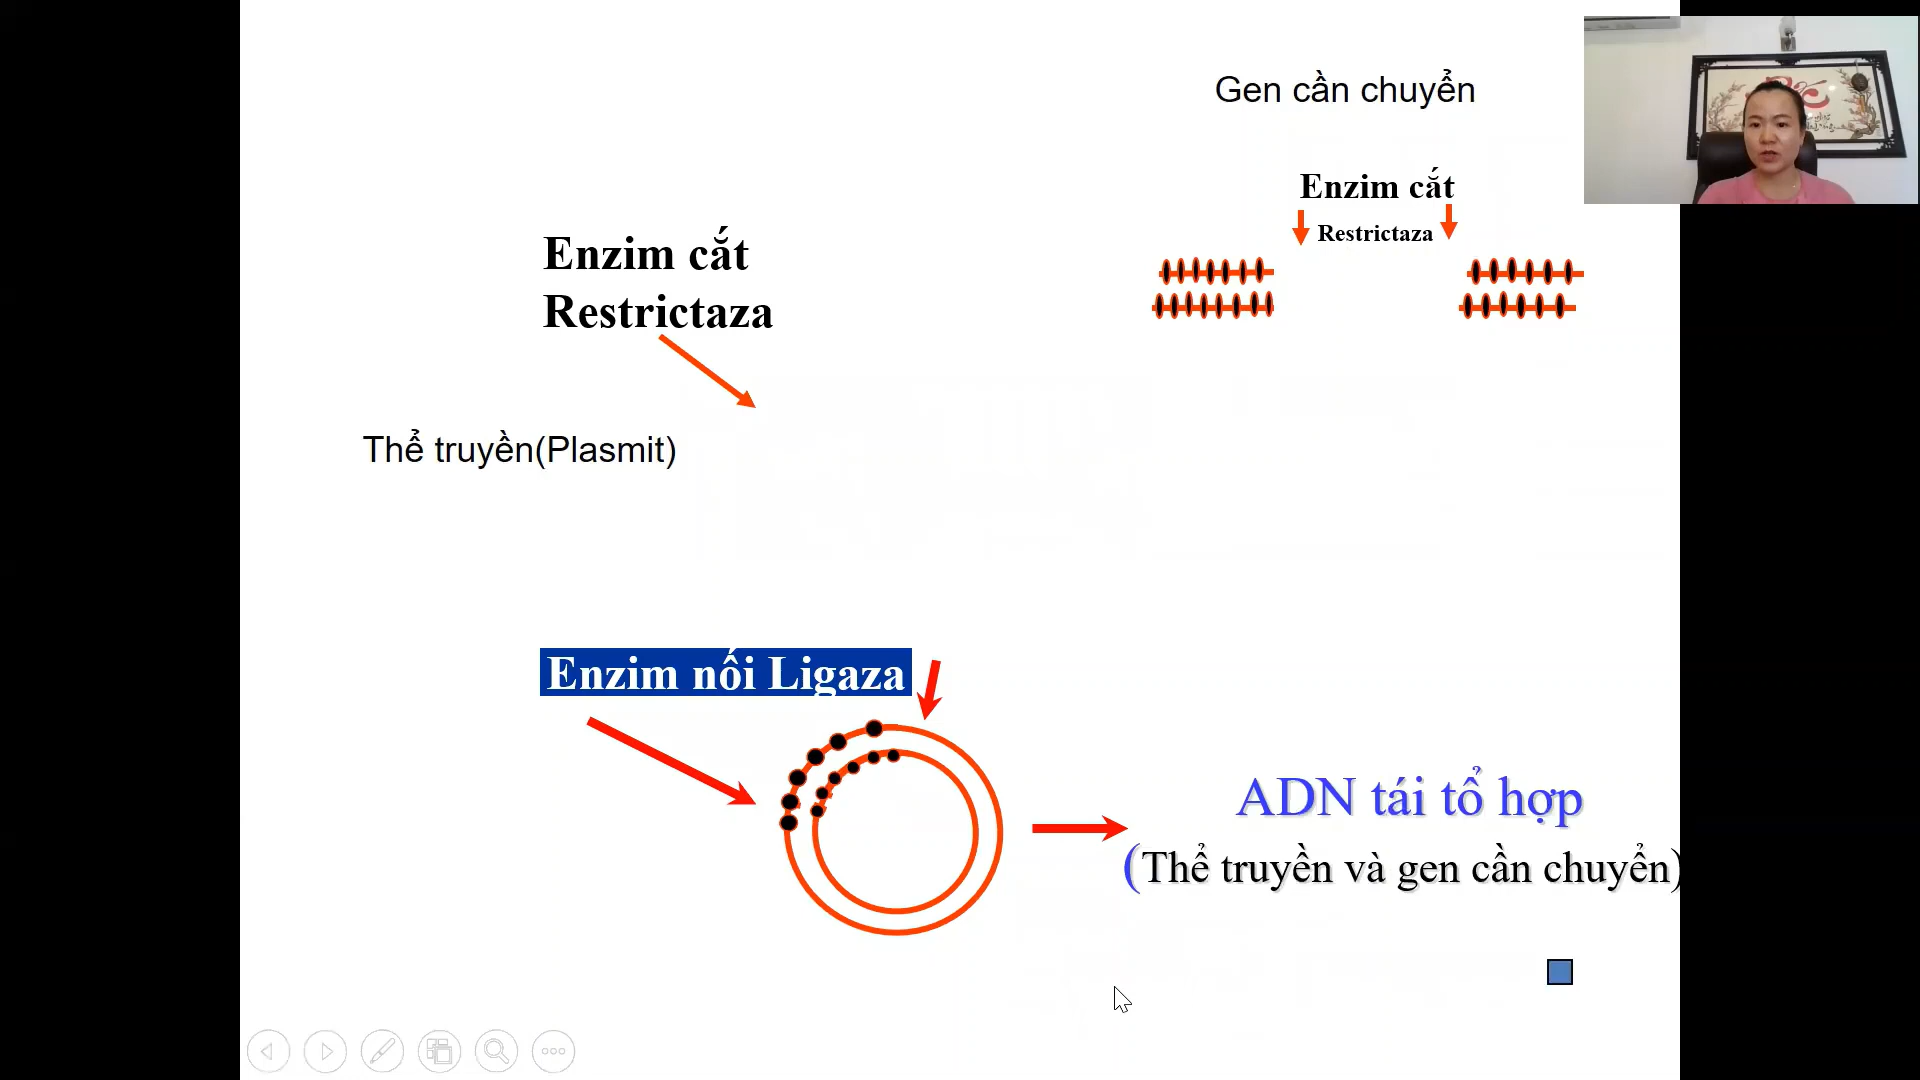 Gen cần chuyển
Enzim cắt
Restrictaza
Enzim cắt
Restrictaza
Thể truyền(Plasmit)
Enzim nối Ligaza
ADN tái tổ hợp
(Thể truyền và gen cần chuyển)